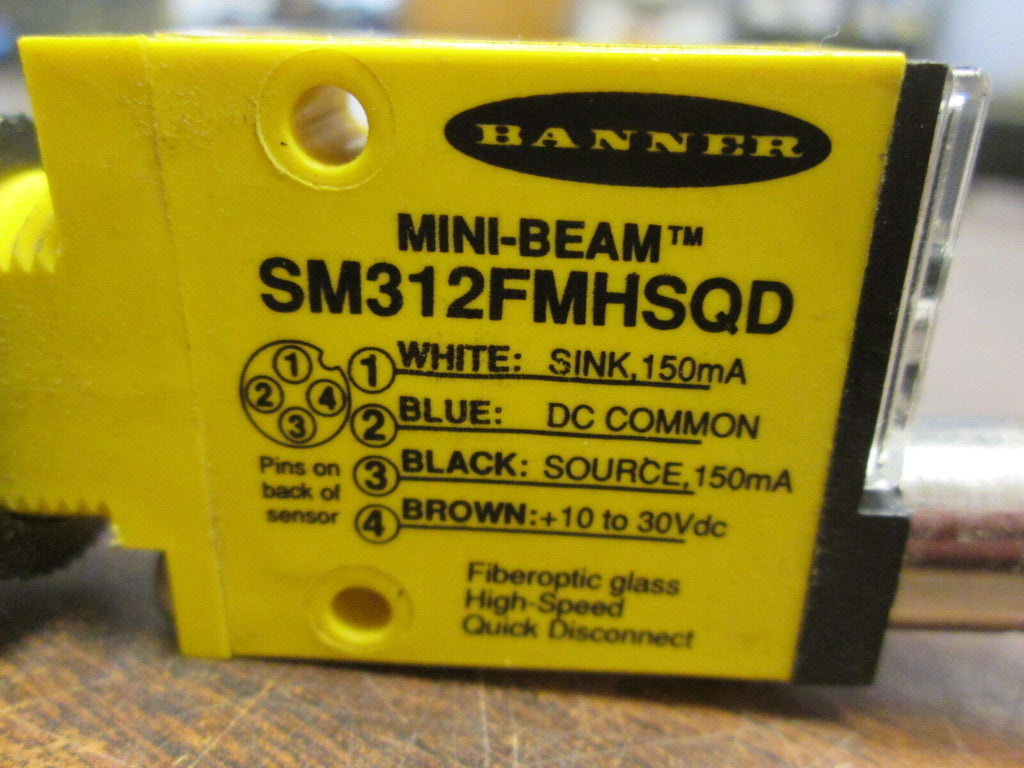 BANNER
MINI-BEAM™
SM312FMHSQD
1 2 4 3
1 WHITE: SINK, 150mA
2 BLUE: DC COMMON
3 BLACK: SOURCE, 150mA
4 BROWN: +10 to 30Vdc
Pins on
back of
sensor
Fiberoptic glass
High-Speed
Quick Disconnect